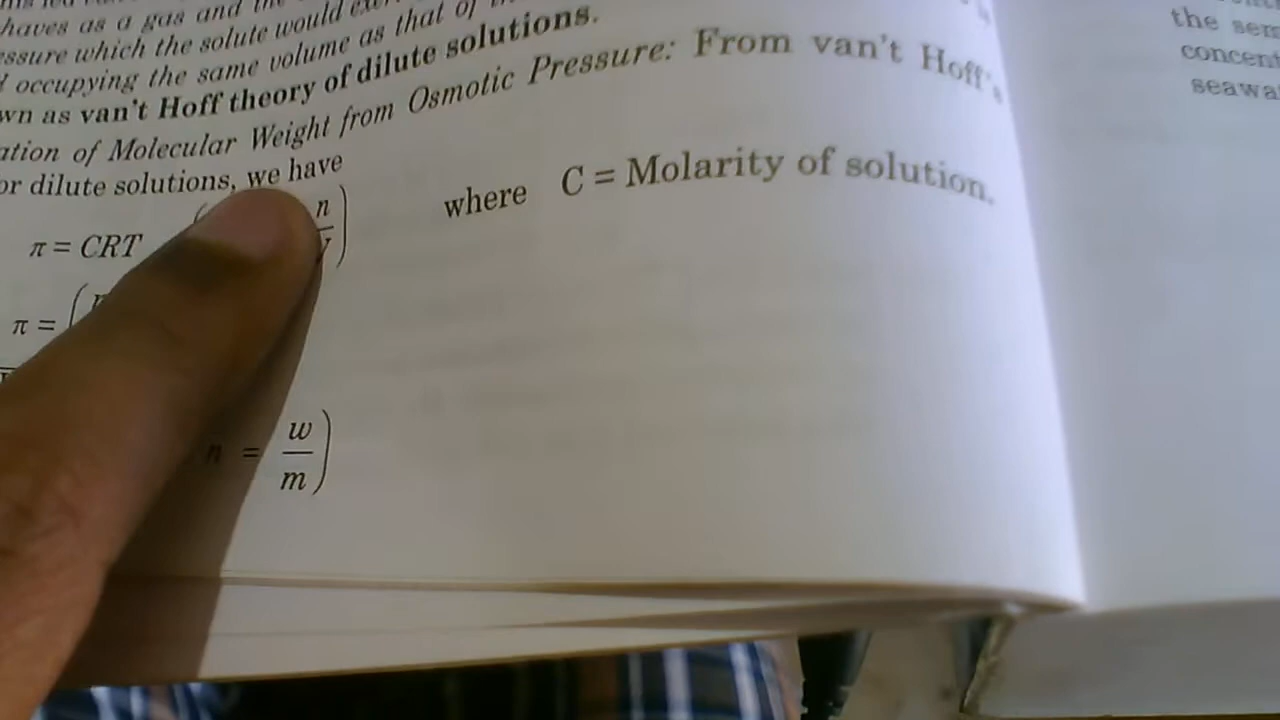 haves as a gas and the
ssure which the solute would
occupying the same volume as that of
wn as van't Hoff theory of dilute solutions.
ation of Molecular Weight from Osmotic Pressure: From van't Hoff's
or dilute solutions, we have
π = CRT ( n ) where C = Molarity of solution.
π = (
n = w/m )
the sem
concent
seawa